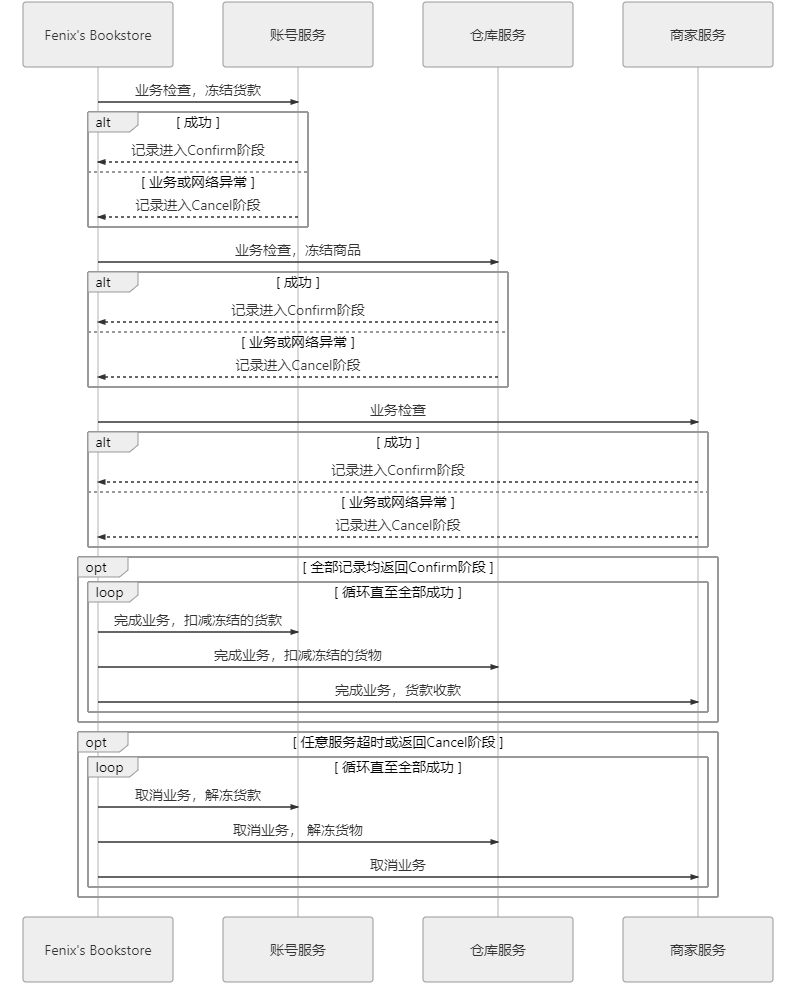 Fenix's Bookstore
账号服务
仓库服务
商家服务
业务检查，冻结货款
alt
[ 成功 ]
记录进入Confirm阶段
[ 业务或网络异常 ]
记录进入Cancel阶段
业务检查，冻结商品
alt
[ 成功 ]
记录进入Confirm阶段
[ 业务或网络异常 ]
记录进入Cancel阶段
业务检查
alt
[ 成功 ]
记录进入Confirm阶段
[ 业务或网络异常 ]
记录进入Cancel阶段
opt
[ 全部记录均返回Confirm阶段 ]
loop
[ 循环直至全部成功 ]
完成业务，扣减冻结的货款
完成业务，扣减冻结的货物
完成业务，货款收款
opt
[ 任意服务超时或返回Cancel阶段 ]
loop
[ 循环直至全部成功 ]
取消业务，解冻货款
取消业务， 解冻货物
取消业务
Fenix's Bookstore
账号服务
仓库服务
商家服务